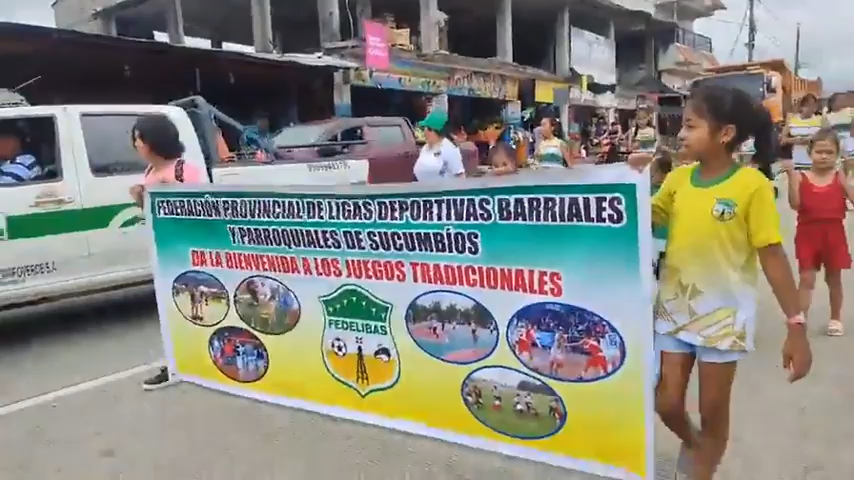 FEDERACIÓN PROVINCIAL DE LIGAS DEPORTIVAS BARRIALES
Y PARROQUIALES DE SUCUMBÍOS
DA LA BIENVENIDA A LOS JUEGOS TRADICIONALES
FEDELIBAS